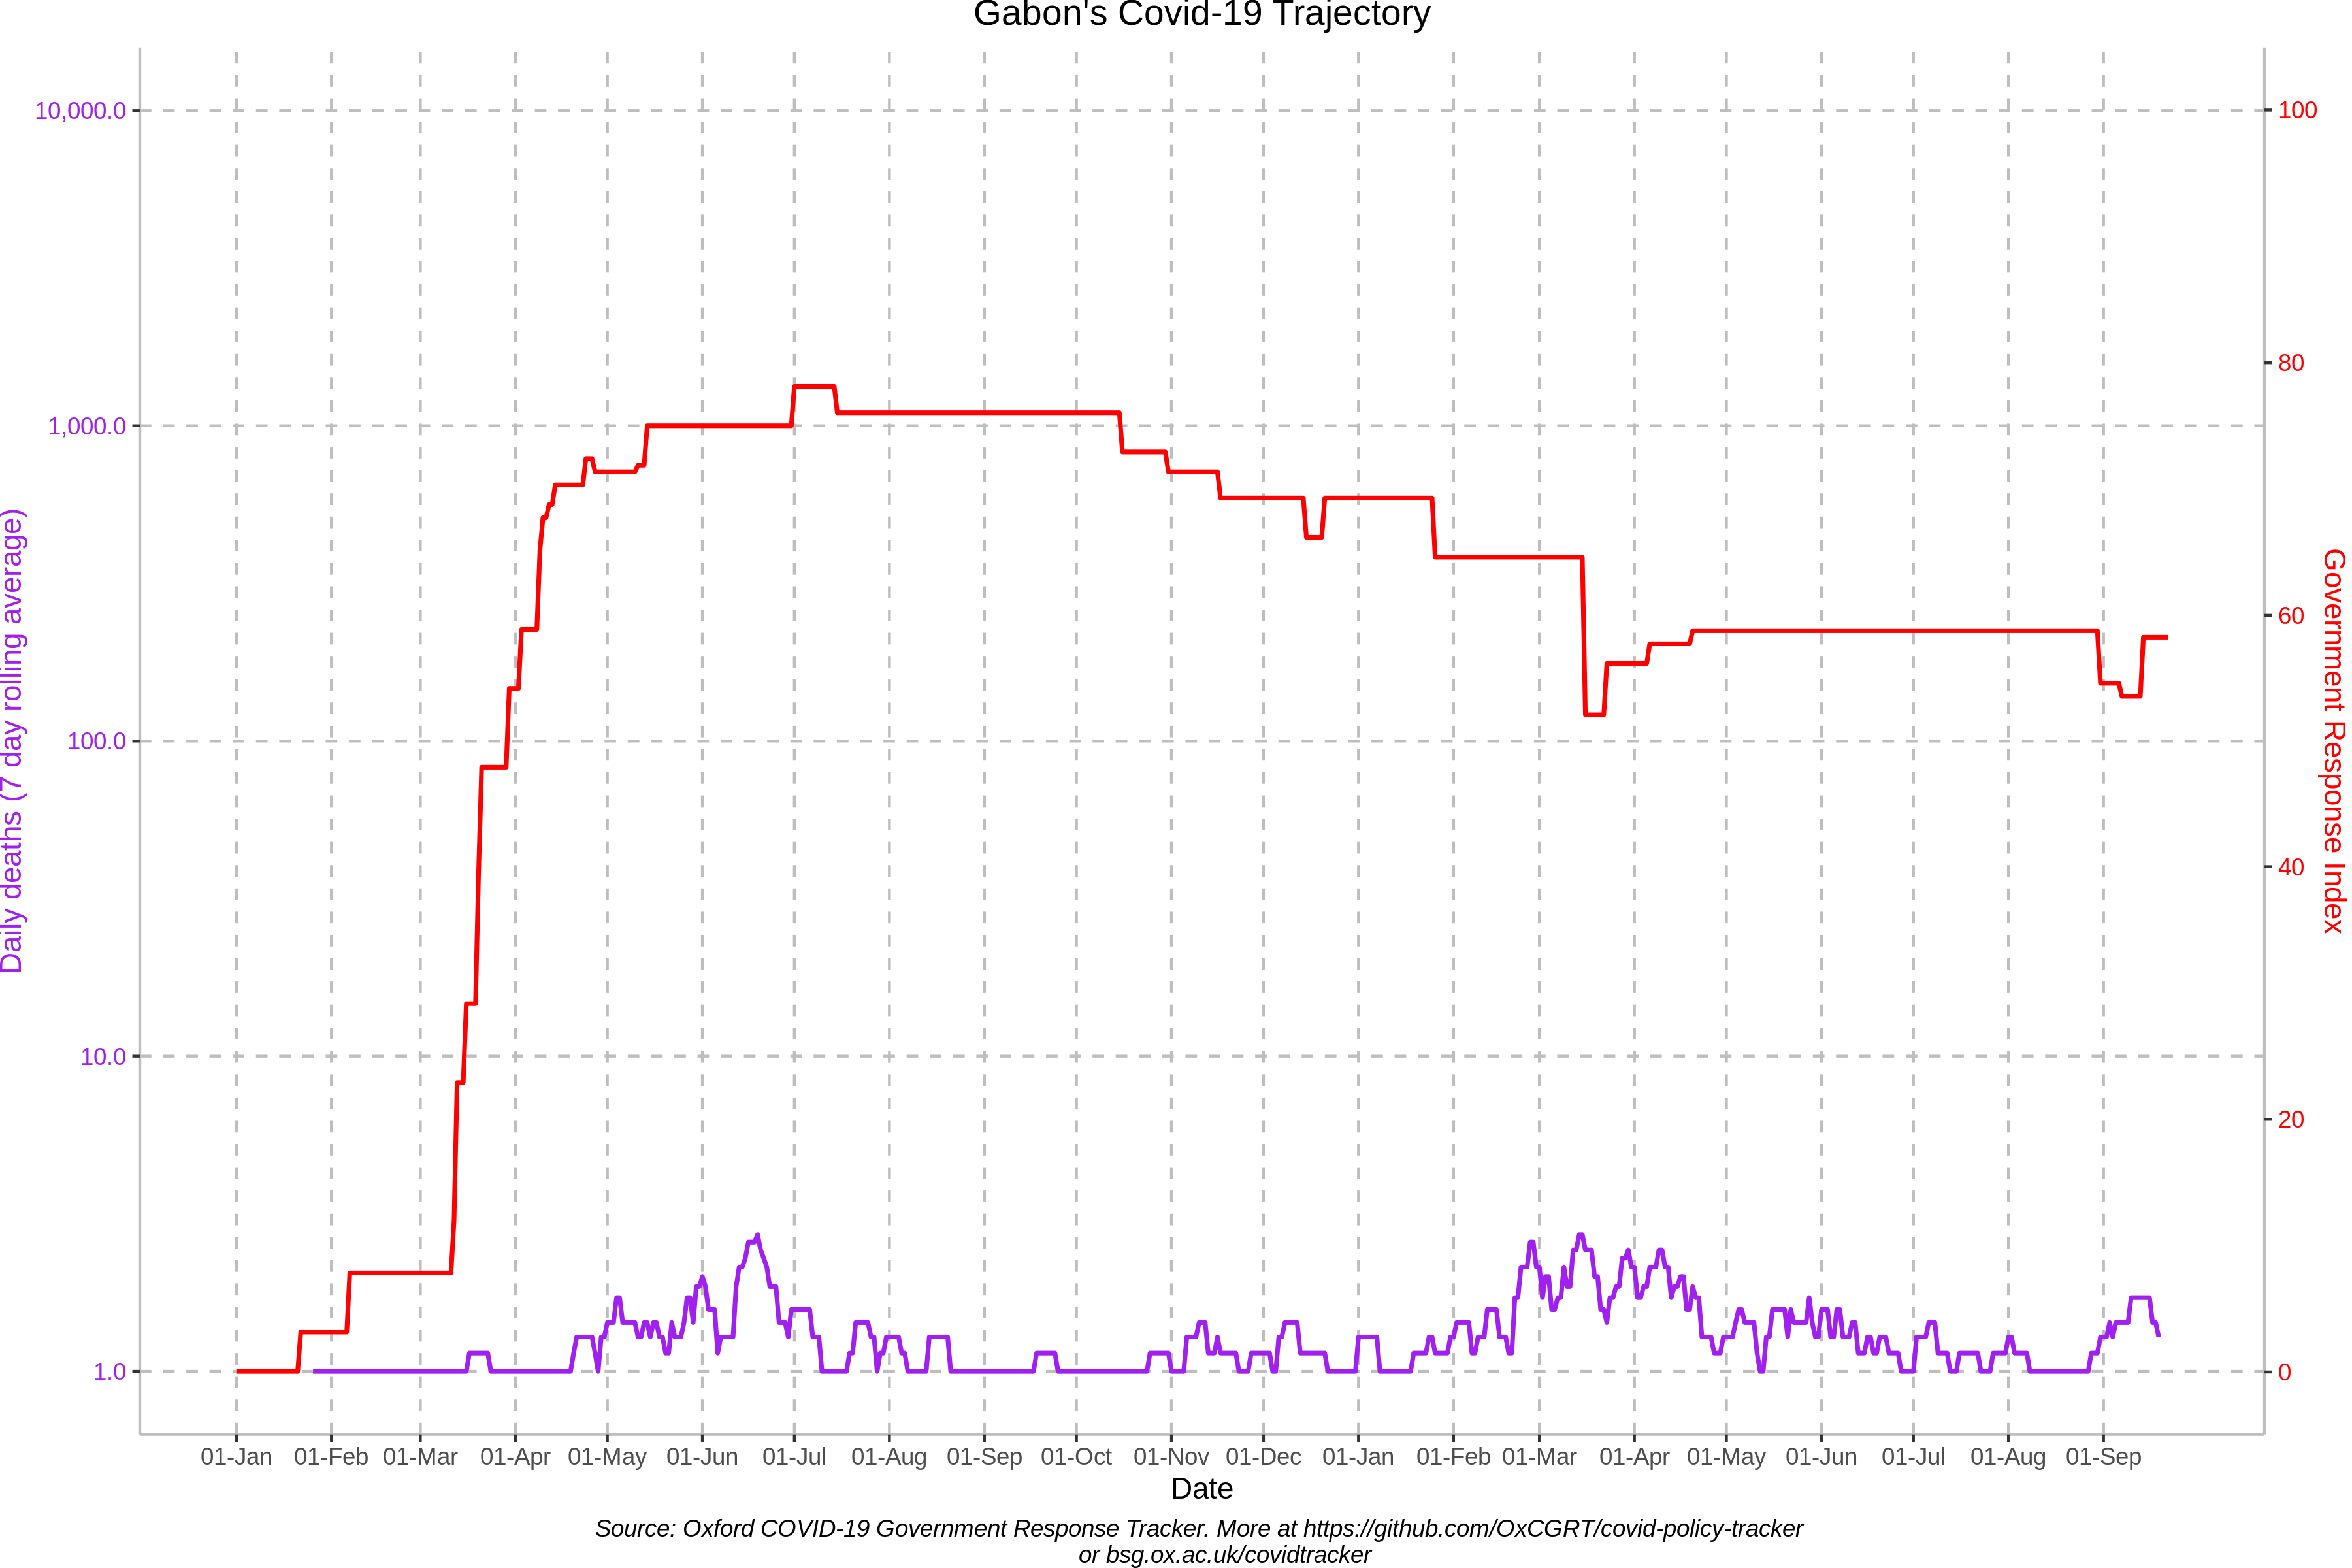 Gabon's Covid-19 Trajectory
10,000.0
1,000.0
100.0
10.0
1.0
Daily deaths (7 day rolling average)
100
80
60
40
20
0
Government Response Index
01-Jan 01-Feb 01-Mar 01-Apr 01-May 01-Jun 01-Jul 01-Aug 01-Sep 01-Oct 01-Nov 01-Dec 01-Jan 01-Feb 01-Mar 01-Apr 01-May 01-Jun 01-Jul 01-Aug 01-Sep
Date
Source: Oxford COVID-19 Government Response Tracker. More at https://github.com/OxCGRT/covid-policy-tracker
or bsg.ox.ac.uk/covidtracker